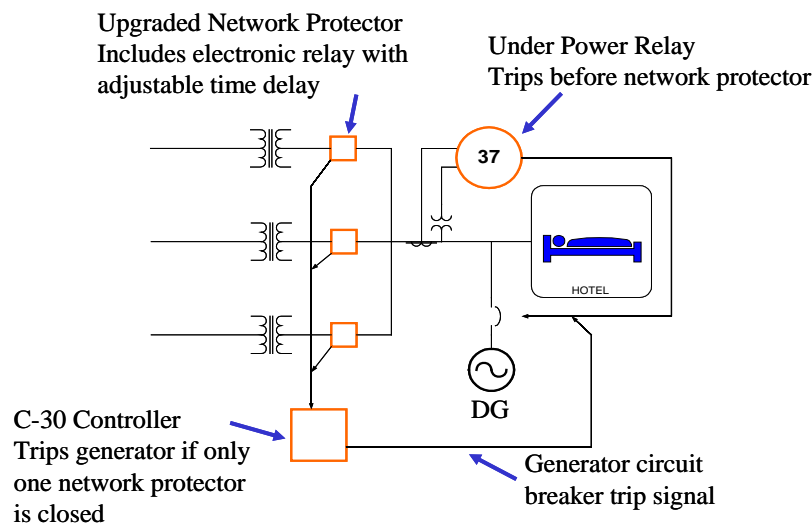 Upgraded Network Protector
Includes electronic relay with
adjustable time delay
Under Power Relay
Trips before network protector
37
HOTEL
DG
C-30 Controller
Trips generator if only
one network protector
is closed
Generator circuit
breaker trip signal